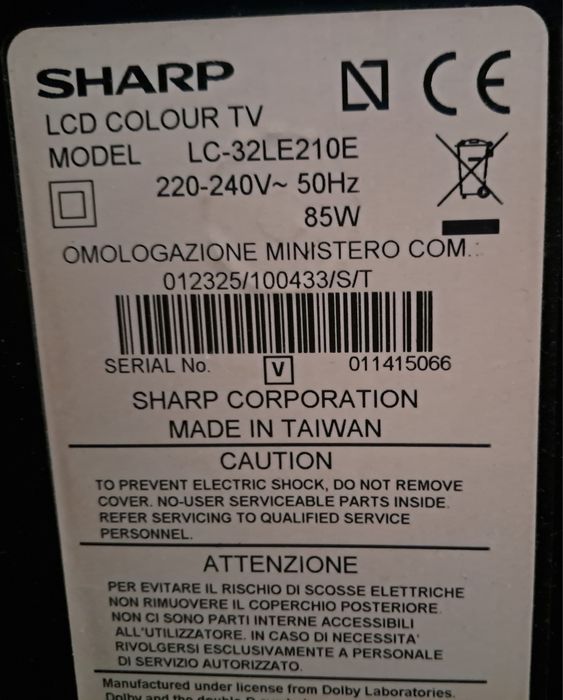 SHARP
LCD COLOUR TV
MODEL LC-32LE210E
220-240V~ 50Hz
85W
OMOLOGAZIONE MINISTERO COM.:
012325/100433/S/T
SERIAL No. V 011415066
SHARP CORPORATION
MADE IN TAIWAN
CAUTION
TO PREVENT ELECTRIC SHOCK, DO NOT REMOVE
COVER. NO-USER SERVICEABLE PARTS INSIDE.
REFER SERVICING TO QUALIFIED SERVICE
PERSONNEL.
ATTENZIONE
PER EVITARE IL RISCHIO DI SCOSSE ELETTRICHE
NON RIMUOVERE IL COPERCHIO POSTERIORE.
NON CI SONO PARTI INTERNE ACCESSIBILI
ALL'UTILIZZATORE. IN CASO DI NECESSITA'
RIVOLGERSI ESCLUSIVAMENTE A PERSONALE
DI SERVIZIO AUTORIZZATO.
Manufactured under license from Dolby Laboratories.
Dolby and the double-D